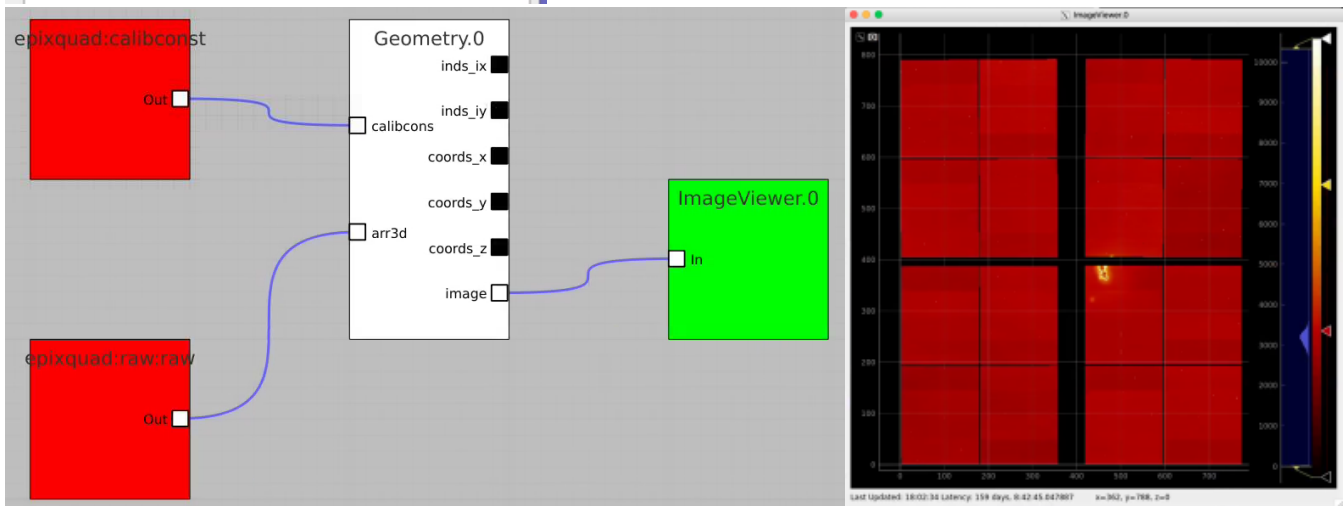 epixquad:calibconst
Out
epixquad:raw:raw
Out
Geometry.0
inds_ix
inds_iy
calibcons
coords_x
coords_y
arr3d
coords_z
image
ImageViewer.0
In
ImageViewer.0
800
700
600
500
400
300
200
100
0
0
100
200
300
400
500
600
700
10000
9000
8000
7000
6000
5000
4000
3000
2000
1000
0
Last Updated: 18:02:34 Latency: 159 days, 8:42:45.047887 x=362, y=788, z=0